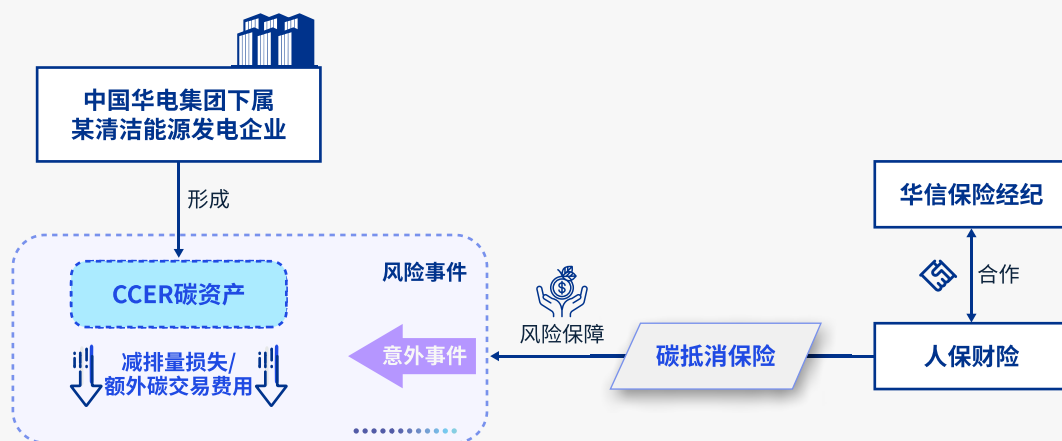 中国华电集团下属
某清洁能源发电企业
形成
风险事件
CCER碳资产
意外事件
减排量损失/
额外碳交易费用
风险保障
碳抵消保险
华信保险经纪
合作
人保财险